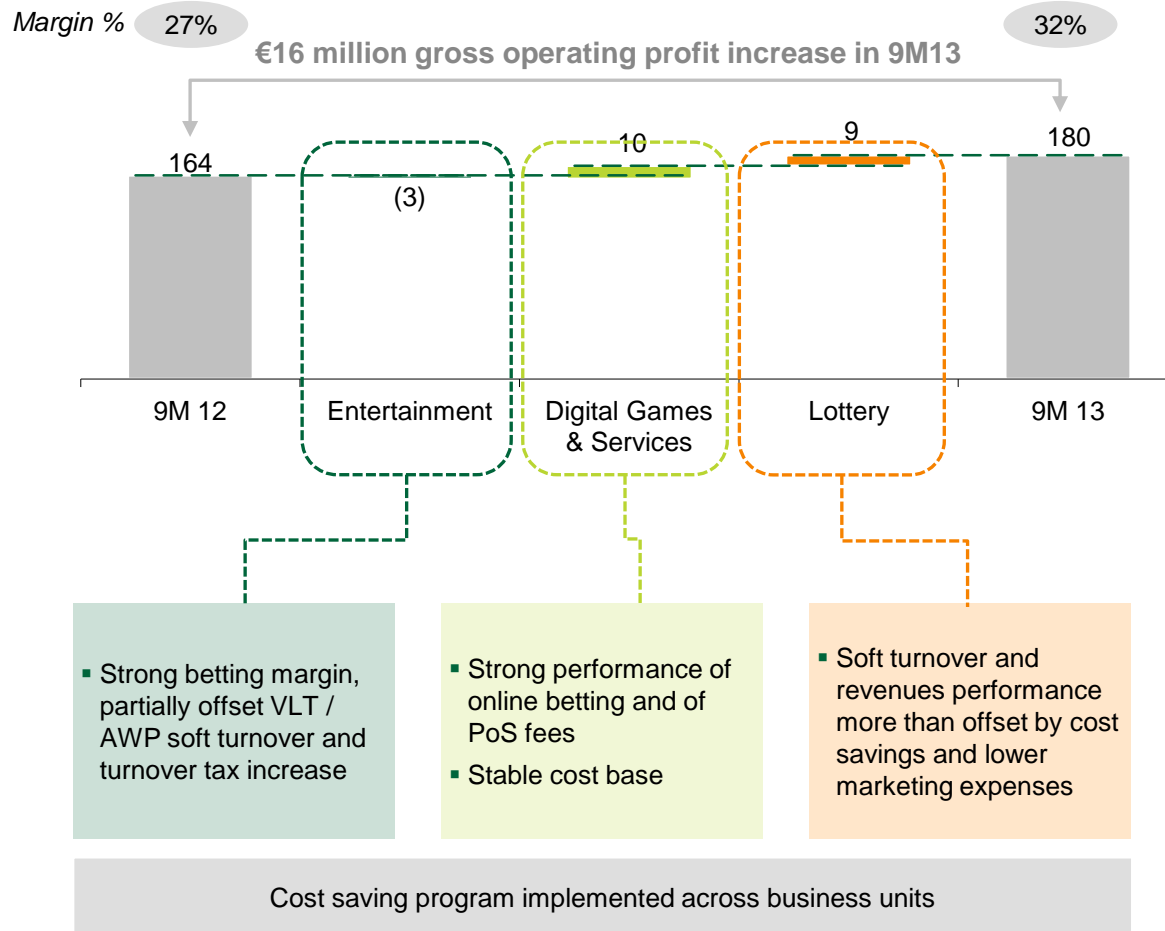 Margin % 27% 32%
€16 million gross operating profit increase in 9M13
164
(3)
10
9
180
9M 12
Entertainment
Digital Games
& Services
Lottery
9M 13
▪ Strong betting margin,
partially offset VLT /
AWP soft turnover and
turnover tax increase
▪ Strong performance of
online betting and of
PoS fees
▪ Stable cost base
▪ Soft turnover and
revenues performance
more than offset by cost
savings and lower
marketing expenses
Cost saving program implemented across business units